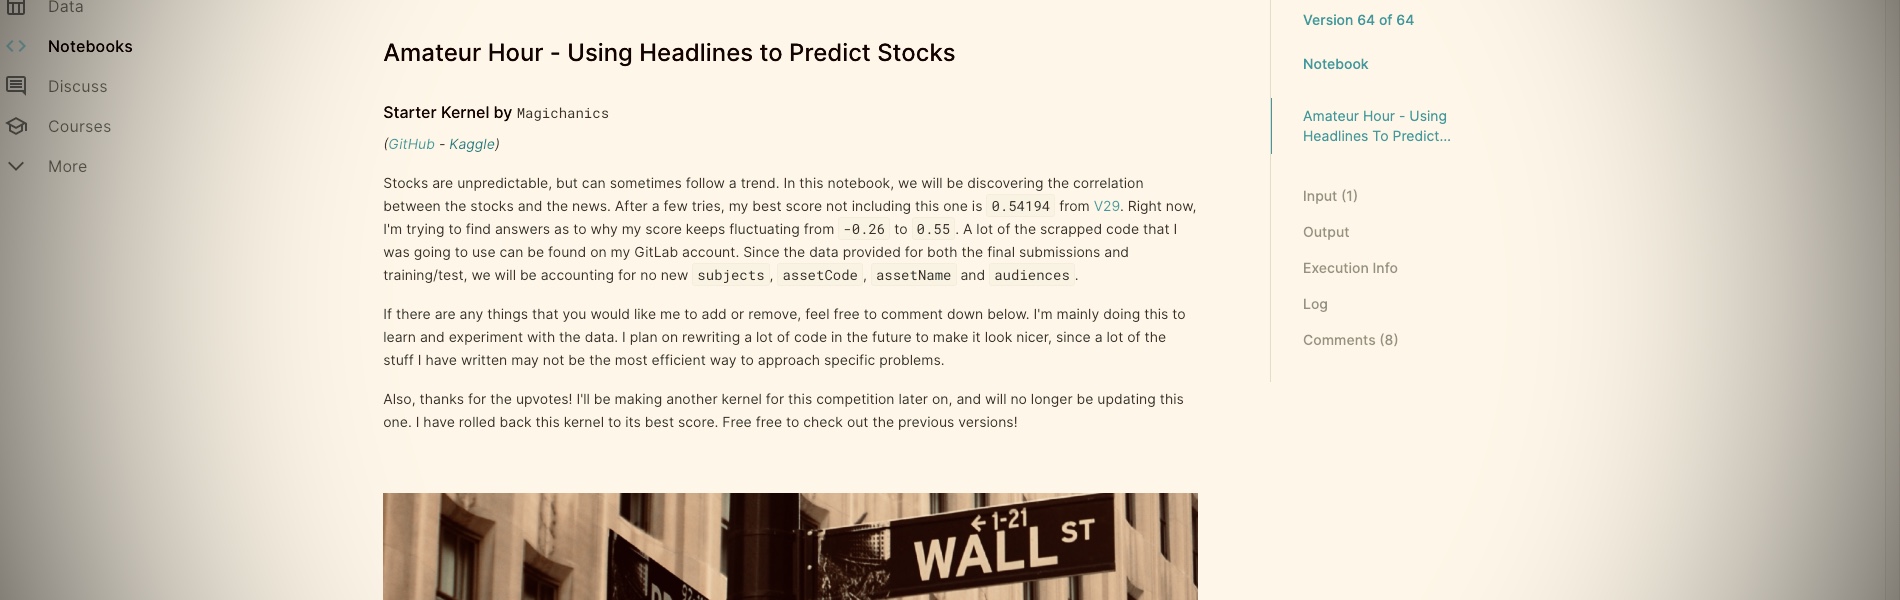 Data
Notebooks
Discuss
Courses
More
Amateur Hour - Using Headlines to Predict Stocks
Starter Kernel by Magichanics
(GitHub - Kaggle)
Stocks are unpredictable, but can sometimes follow a trend. In this notebook, we will be discovering the correlation
between the stocks and the news. After a few tries, my best score not including this one is 0.54194 from V29. Right now,
I'm trying to find answers as to why my score keeps fluctuating from -0.26 to 0.55. A lot of the scrapped code that I
was going to use can be found on my GitLab account. Since the data provided for both the final submissions and
training/test, we will be accounting for no new subjects, assetCode, assetName and audiences.
If there are any things that you would like me to add or remove, feel free to comment down below. I'm mainly doing this to
learn and experiment with the data. I plan on rewriting a lot of code in the future to make it look nicer, since a lot of the
stuff I have written may not be the most efficient way to approach specific problems.
Also, thanks for the upvotes! I'll be making another kernel for this competition later on, and will no longer be updating this
one. I have rolled back this kernel to its best score. Free free to check out the previous versions!
← 1-21
WALL ST
Version 64 of 64
Notebook
Amateur Hour - Using
Headlines To Predict...
Input (1)
Output
Execution Info
Log
Comments (8)